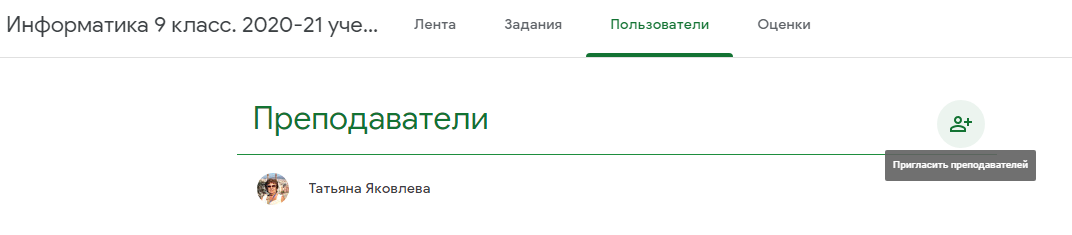 Информатика 9 класс. 2020-21 уче...
Лента
Задания
Пользователи
Оценки
Преподаватели
Пригласить преподавателей
Татьяна Яковлева